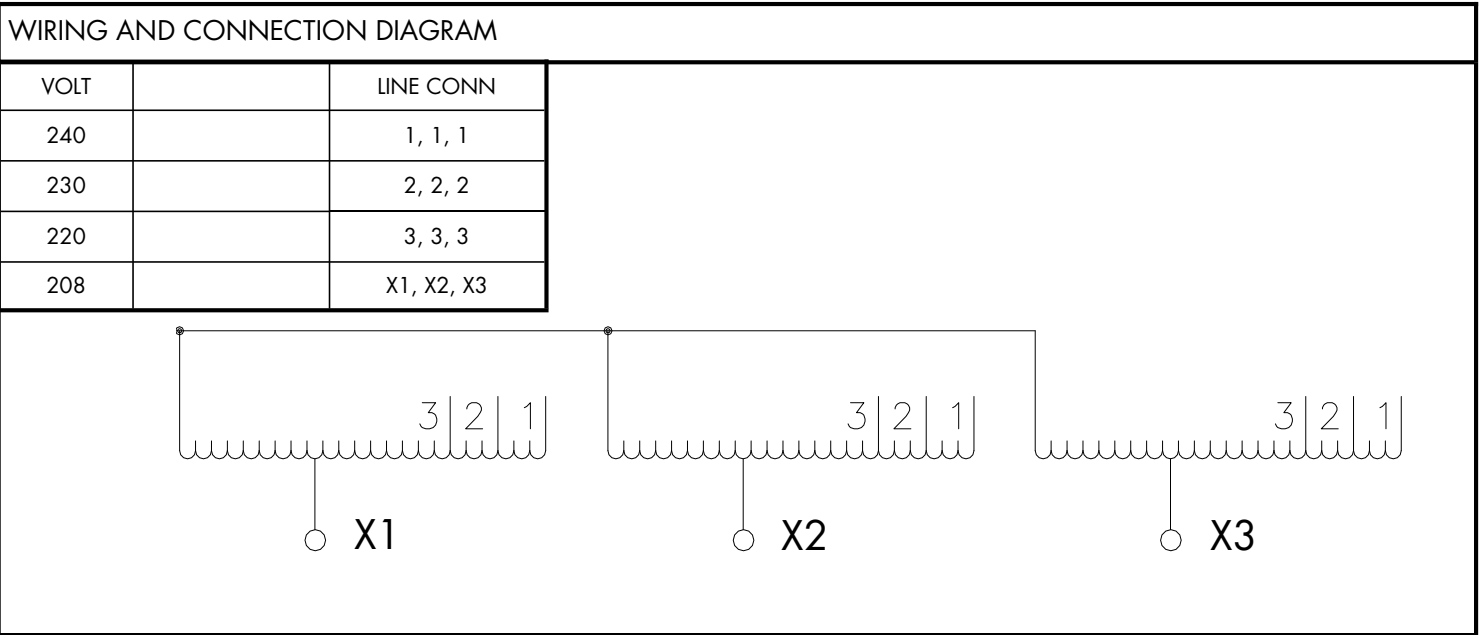 WIRING AND CONNECTION DIAGRAM
VOLT LINE CONN
240 1, 1, 1
230 2, 2, 2
220 3, 3, 3
208 X1, X2, X3
3 2 1 3 2 1 3 2 1
X1 X2 X3